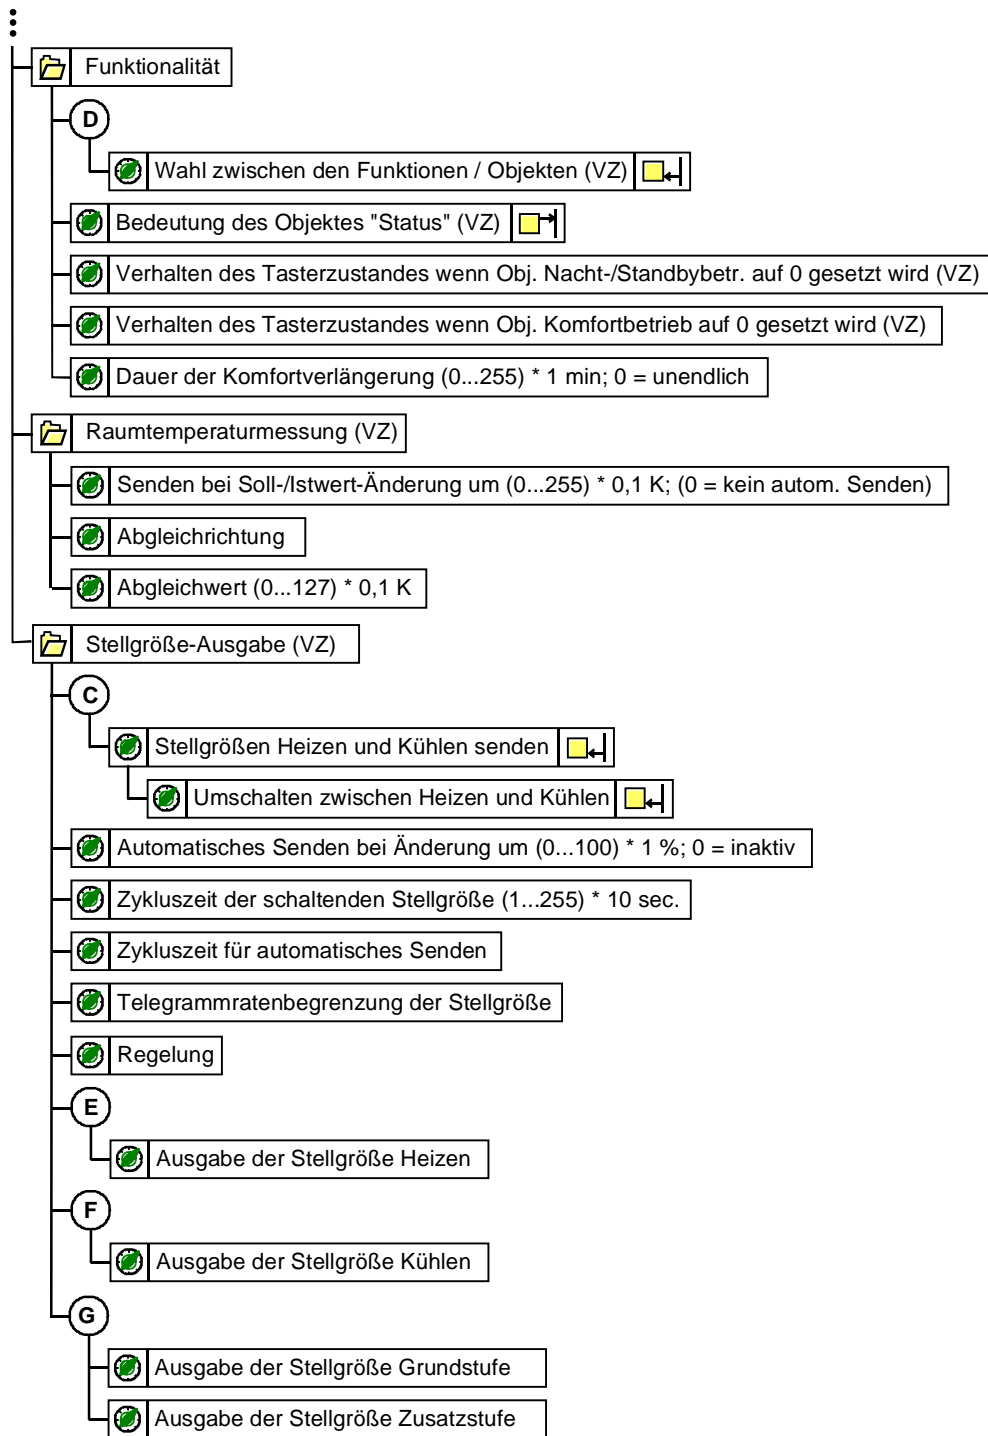 Funktionalität
D
Wahl zwischen den Funktionen / Objekten (VZ)
Bedeutung des Objektes "Status" (VZ)
Verhalten des Tasterzustandes wenn Obj. Nacht-/Standbybetr. auf 0 gesetzt wird (VZ)
Verhalten des Tasterzustandes wenn Obj. Komfortbetrieb auf 0 gesetzt wird (VZ)
Dauer der Komfortverlängerung (0...255) * 1 min; 0 = unendlich
Raumtemperaturmessung (VZ)
Senden bei Soll-/Istwert-Änderung um (0...255) * 0,1 K; (0 = kein autom. Senden)
Abgleichrichtung
Abgleichwert (0...127) * 0,1 K
Stellgröße-Ausgabe (VZ)
C
Stellgrößen Heizen und Kühlen senden
Umschalten zwischen Heizen und Kühlen
Automatisches Senden bei Änderung um (0...100) * 1 %; 0 = inaktiv
Zykluszeit der schaltenden Stellgröße (1...255) * 10 sec.
Zykluszeit für automatisches Senden
Telegrammratenbegrenzung der Stellgröße
Regelung
E
Ausgabe der Stellgröße Heizen
F
Ausgabe der Stellgröße Kühlen
G
Ausgabe der Stellgröße Grundstufe
Ausgabe der Stellgröße Zusatzstufe